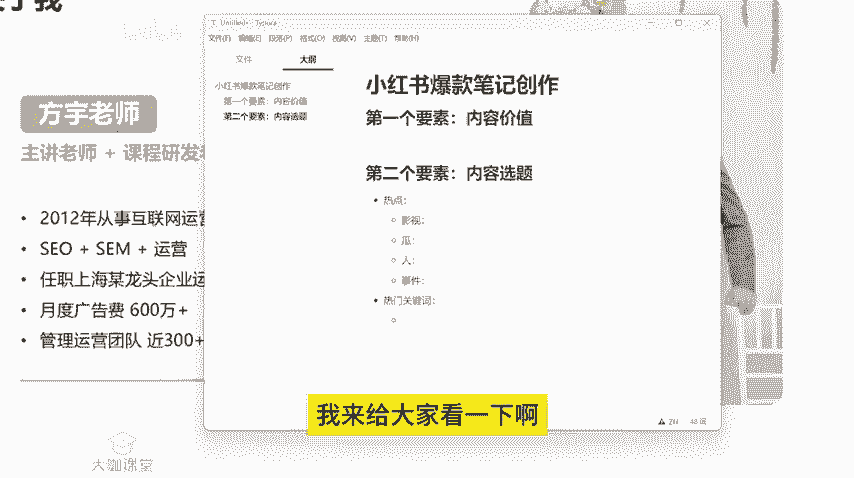 Untitled - Typora
文件(F) 编辑(E) 段落(P) 格式(O) 视图(V) 主题(T) 帮助(H)
文件
大纲
小红书爆款笔记创作
第一个要素：内容价值
第二个要素：内容选题
小红书爆款笔记创作
第一个要素：内容价值
第二个要素：内容选题
热点：
影视：
瓜：
人：
事件：
热门关键词：
48 词
方宇老师
主讲老师 + 课程研发
2012年从事互联网运营
SEO + SEM + 运营
任职上海某龙头企业运
月度广告费 600万+
管理运营团队 近300+
我来给大家看一下啊
大咖课堂